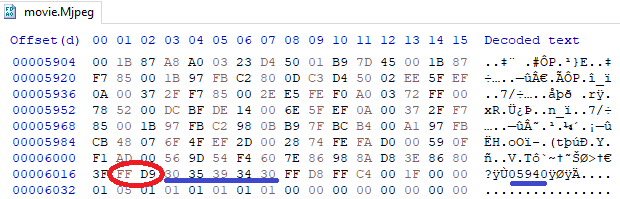 movie.Mjpeg
Offset(d) 00 01 02 03 04 05 06 07 08 09 10 11 12 13 14 15 Decoded text
00005904 00 1B 87 A8 A0 03 23 D4 50 01 B9 7D 45 00 1B 87 ..‡¨ .#ÔP.¹}E..‡
00005920 F7 85 00 1B 97 FB C2 80 0D C3 D4 50 02 EE 5F EF ÷…..—ûÂ€.ÃÔP.î_ï
00005936 0A 00 37 2F F7 85 00 2E E5 FE F0 A0 03 72 FF 00 ..7/÷…..åþð .rÿ.
00005952 78 52 00 DC BF DE 14 00 6E 5F EF 0A 00 37 2F F7 xR.Ü¿Þ..n_ï..7/÷
00005968 85 00 1B 97 FB C2 98 0B B9 7F BC B4 00 A1 97 FB …..—ûÂ˜.¹.¼´.¡—û
00005984 CB 48 07 6F 4F EF 2D 00 28 74 FE FA D0 00 59 0F ËH.oOï-.(tþúÐ.Y.
00006000 F1 AD 00 56 9D 54 F4 60 7E 86 98 8A D8 3E 86 80 ñ­.V.Tô`~†˜ŠØ>†€
00006016 3F FF D9 30 35 39 34 30 FF D8 FF C4 00 1F 00 00 ?ÿÙ05940ÿØÿÄ....
00006032 01 05 01 01 01 01 01 01 00 00 00 00 00 00 00 00 ................